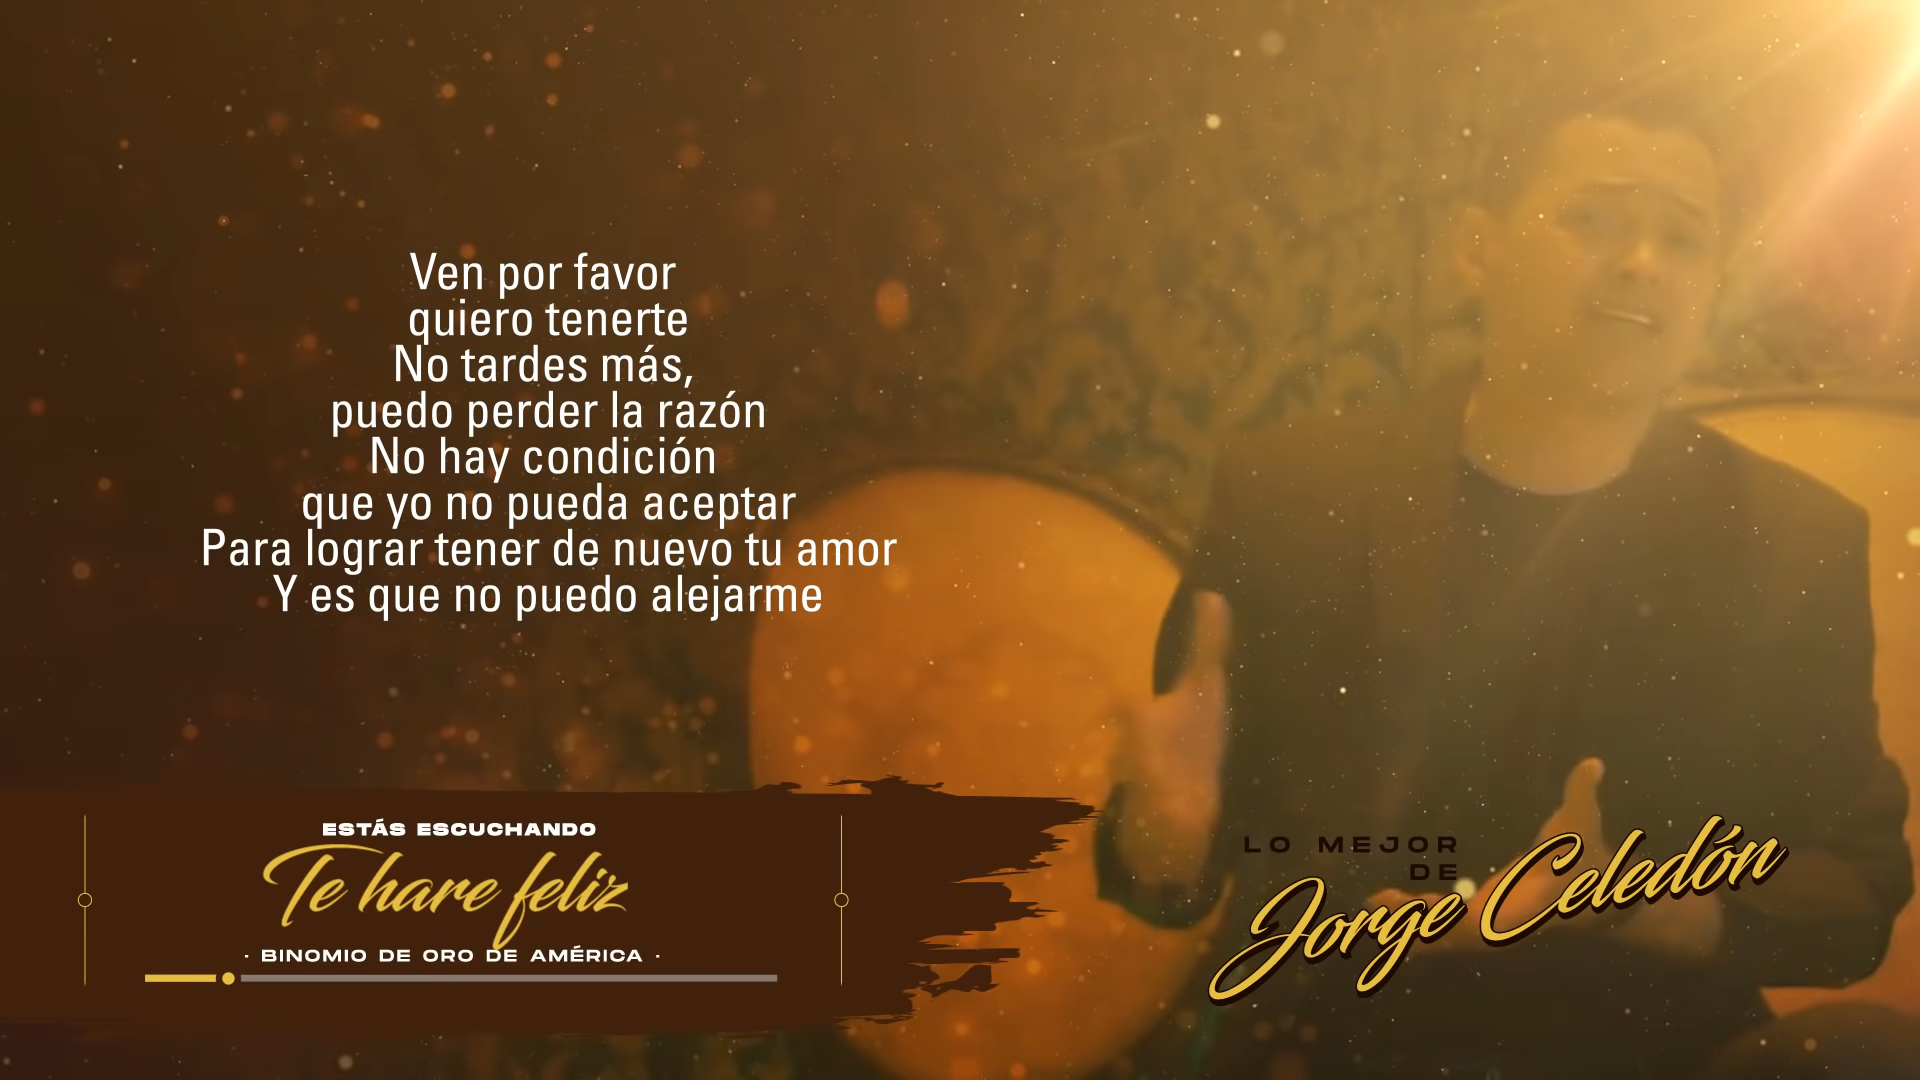 Ven por favor
quiero tenerte
No tardes más,
puedo perder la razón
No hay condición
que yo no pueda aceptar
Para lograr tener de nuevo tu amor
Y es que no puedo alejarme
ESTÁS ESCUCHANDO
Te hare feliz
· BINOMIO DE ORO DE AMÉRICA ·
LO MEJOR
DE
Jorge Celedón